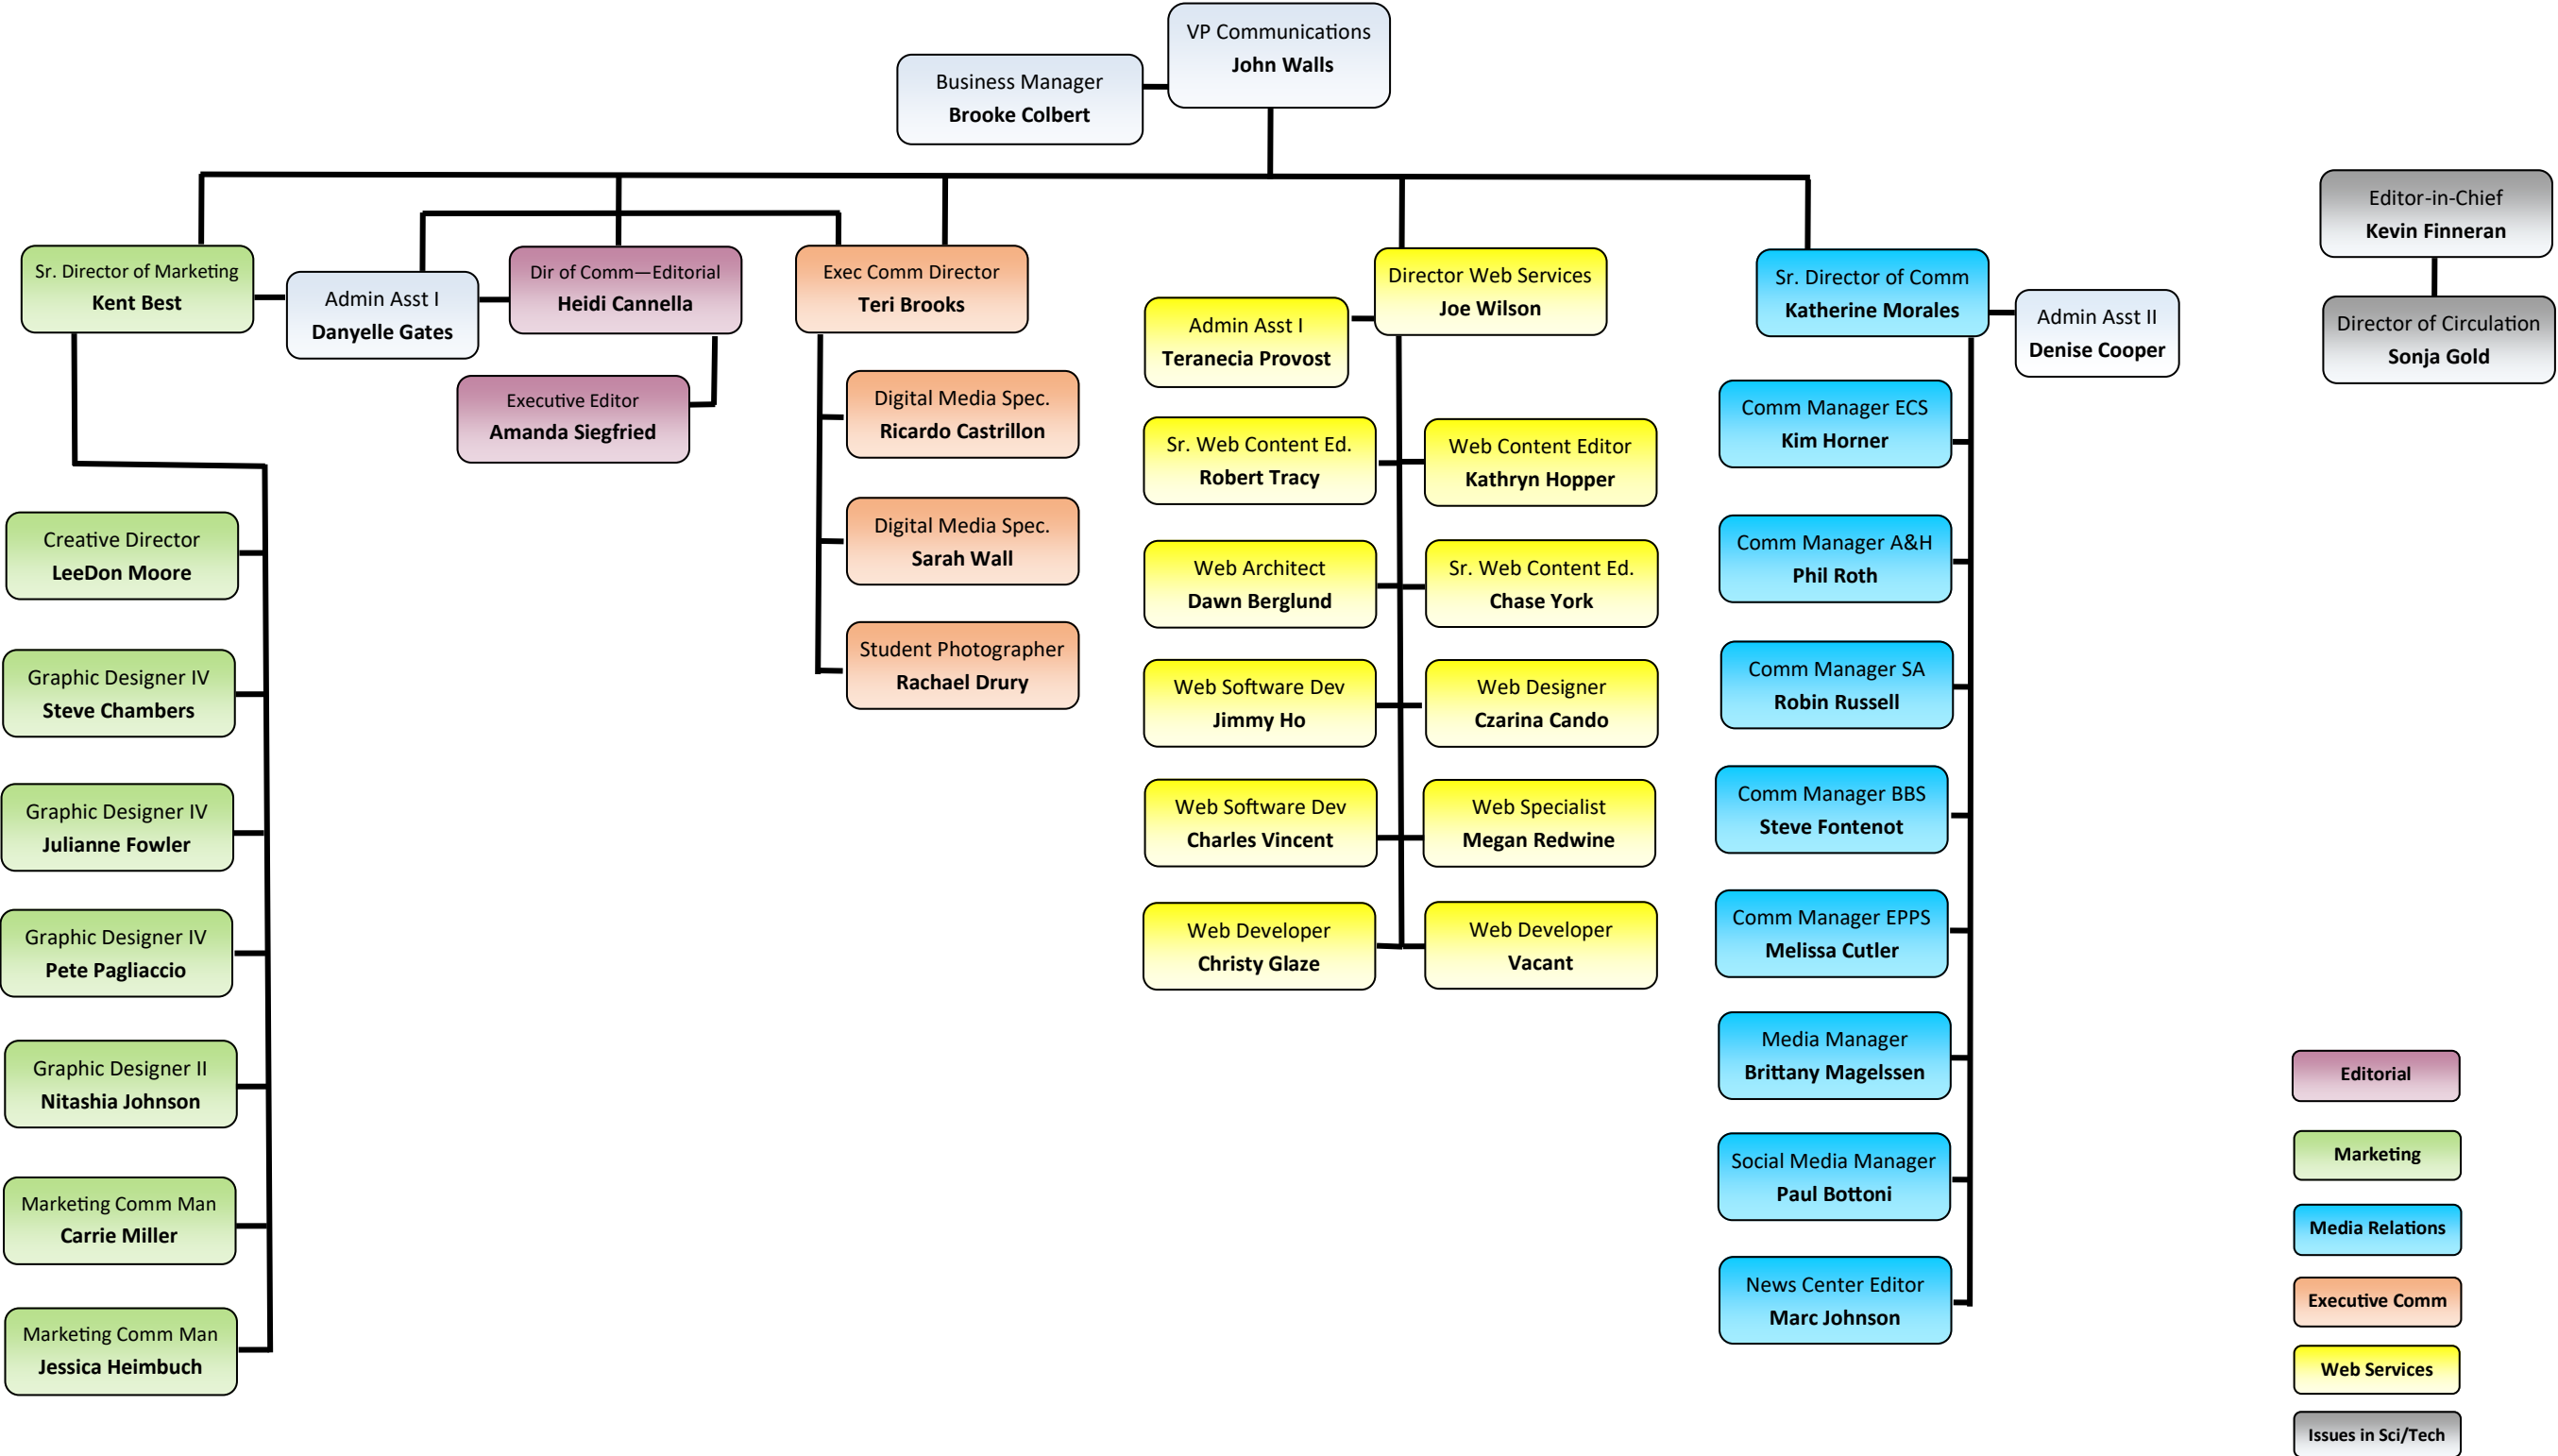 VP Communications
John Walls
Business Manager
Brooke Colbert
Sr. Director of Marketing
Kent Best
Admin Asst I
Danyelle Gates
Dir of Comm—Editorial
Heidi Cannella
Executive Editor
Amanda Siegfried
Exec Comm Director
Teri Brooks
Director Web Services
Joe Wilson
Admin Asst I
Teranecia Provost
Sr. Director of Comm
Katherine Morales
Admin Asst II
Denise Cooper
Editor-in-Chief
Kevin Finneran
Director of Circulation
Sonja Gold
Creative Director
LeeDon Moore
Graphic Designer IV
Steve Chambers
Graphic Designer IV
Julianne Fowler
Graphic Designer IV
Pete Pagliaccio
Graphic Designer II
Nitashia Johnson
Marketing Comm Man
Carrie Miller
Marketing Comm Man
Jessica Heimbuch
Digital Media Spec.
Ricardo Castrillon
Digital Media Spec.
Sarah Wall
Student Photographer
Rachael Drury
Sr. Web Content Ed.
Robert Tracy
Web Content Editor
Kathryn Hopper
Web Architect
Dawn Berglund
Sr. Web Content Ed.
Chase York
Web Software Dev
Jimmy Ho
Web Designer
Czarina Cando
Web Software Dev
Charles Vincent
Web Specialist
Megan Redwine
Web Developer
Christy Glaze
Web Developer
Vacant
Comm Manager ECS
Kim Horner
Comm Manager A&H
Phil Roth
Comm Manager SA
Robin Russell
Comm Manager BBS
Steve Fontenot
Comm Manager EPPS
Melissa Cutler
Media Manager
Brittany Magelssen
Social Media Manager
Paul Bottoni
News Center Editor
Marc Johnson
Editorial
Marketing
Media Relations
Executive Comm
Web Services
Issues in Sci/Tech